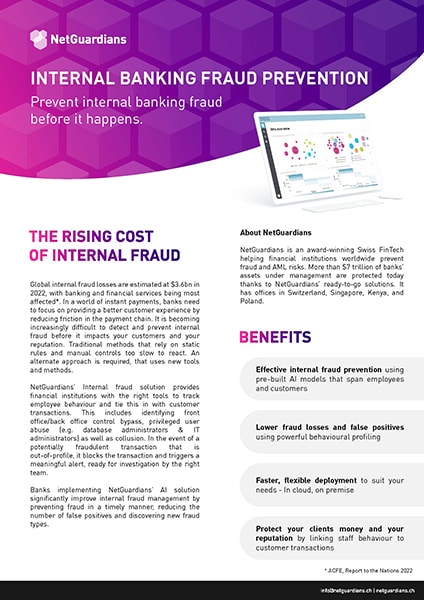 NetGuardians
INTERNAL BANKING FRAUD PREVENTION
Prevent internal banking fraud
before it happens.
THE RISING COST
OF INTERNAL FRAUD
Global internal fraud losses are estimated at $3.6bn in
2022, with banking and financial services being most
affected*. In a world of instant payments, banks need
to focus on providing a better customer experience by
reducing friction in the payment chain. It is becoming
increasingly difficult to detect and prevent internal
fraud before it impacts your customers and your
reputation. Traditional methods that rely on static
rules and manual controls too slow to react. An
alternate approach is required, that uses new tools
and methods.
NetGuardians' Internal fraud solution provides
financial institutions with the right tools to track
employee behaviour and tie this in with customer
transactions. This includes identifying front
office/back office control bypass, privileged user
abuse (e.g. database administrators & IT
administrators) as well as collusion. In the event of a
potentially fraudulent transaction that is
out-of-profile, it blocks the transaction and triggers a
meaningful alert, ready for investigation by the right
team.
Banks implementing NetGuardians' AI solution
significantly improve internal fraud management by
preventing fraud in a timely manner, reducing the
number of false positives and discovering new fraud
types.
About NetGuardians
NetGuardians is an award-winning Swiss FinTech
helping financial institutions worldwide prevent
fraud and AML risks. More than $7 trillion of banks'
assets under management are protected today
thanks to NetGuardians' ready-to-go solutions. It
has offices in Switzerland, Singapore, Kenya, and
Poland.
BENEFITS
Effective internal fraud prevention using
pre-built AI models that span employees
and customers
Lower fraud losses and false positives
using powerful behavioural profiling
Faster, flexible deployment to suit your
needs - In cloud, on premise
Protect your clients money and your
reputation by linking staff behaviour to
customer transactions
* ACFE, Report to the Nations 2022
info@netguardians.ch | netguardians.ch